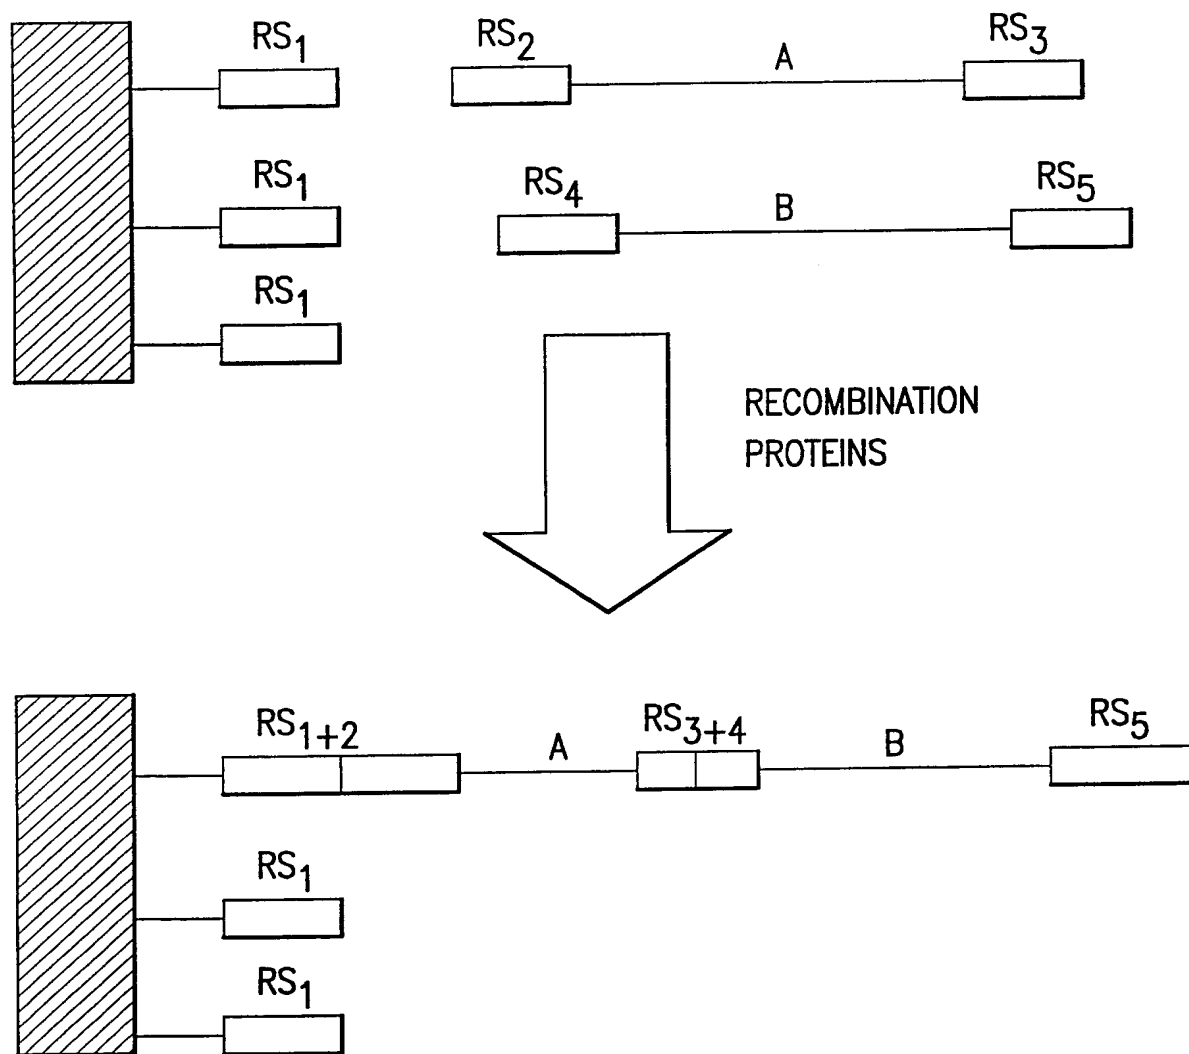 RS1 RS2 A RS3
RS1 RS4 B RS5
RS1
RECOMBINATION
PROTEINS
RS1+2 A RS3+4 B RS5
RS1
RS1